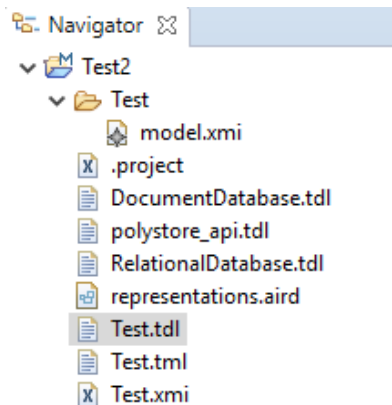 Navigator
Test2
Test
model.xmi
.project
DocumentDatabase.tdl
polystore_api.tdl
RelationalDatabase.tdl
representations.aird
Test.tdl
Test.tml
Test.xmi